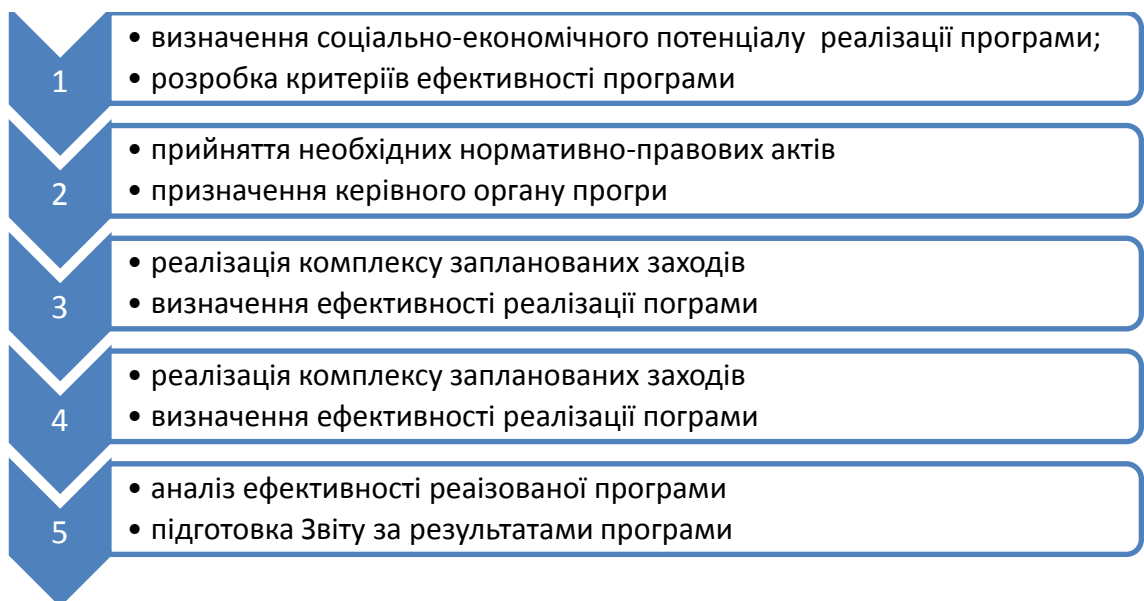 1
• визначення соціально-економічного потенціалу реалізації програми;
• розробка критеріїв ефективності програми
2
• прийняття необхідних нормативно-правових актів
• призначення керівного органу прогри
3
• реалізація комплексу запланованих заходів
• визначення ефективності реалізації пограми
4
• реалізація комплексу запланованих заходів
• визначення ефективності реалізації пограми
5
• аналіз ефективності реаізованої програми
• підготовка Звіту за результатами програми